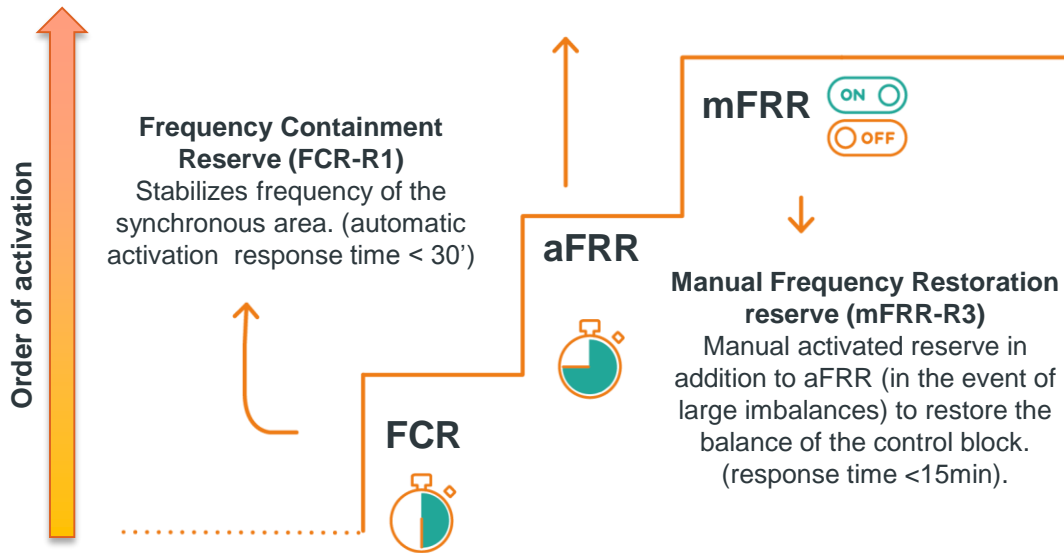 Order of activation
Frequency Containment
Reserve (FCR-R1)
Stabilizes frequency of the
synchronous area. (automatic
activation  response time < 30’)
FCR
aFRR
mFRR
ON
OFF
Manual Frequency Restoration
reserve (mFRR-R3)
Manual activated reserve in
addition to aFRR (in the event of
large imbalances) to restore the
balance of the control block.
(response time <15min).